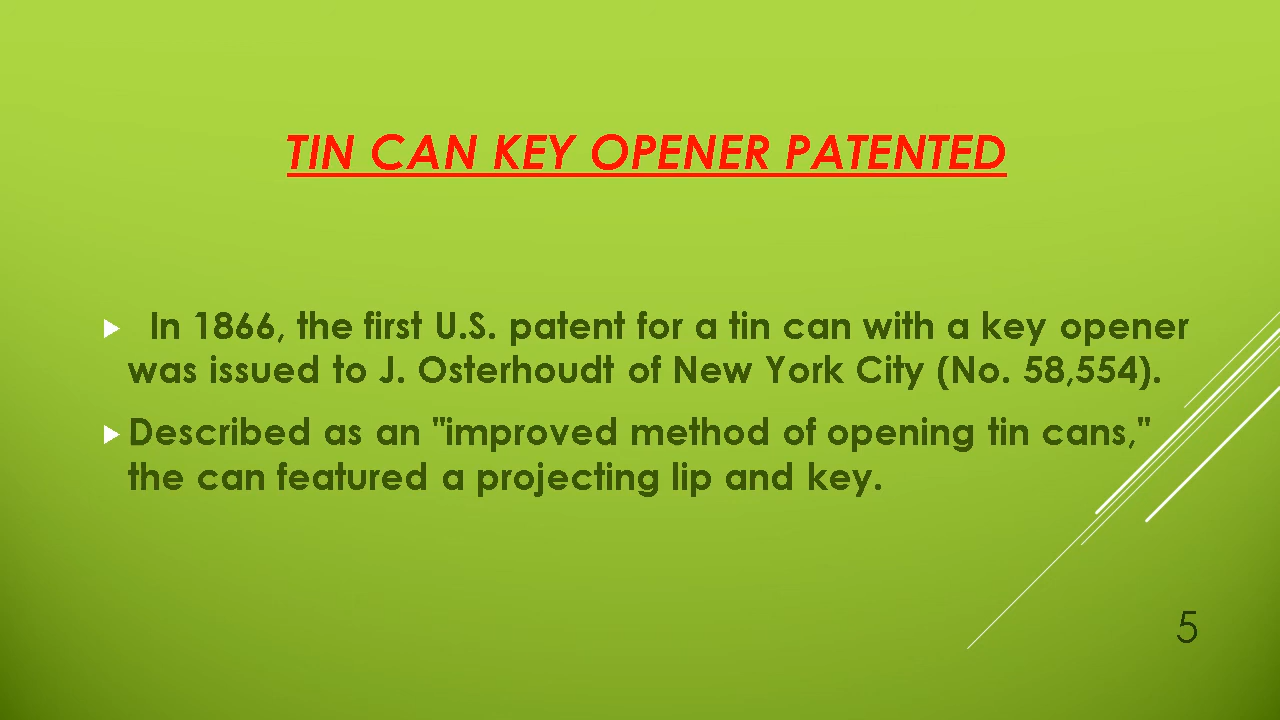 TIN CAN KEY OPENER PATENTED
In 1866, the first U.S. patent for a tin can with a key opener
was issued to J. Osterhoudt of New York City (No. 58,554).
Described as an "improved method of opening tin cans,"
the can featured a projecting lip and key.
5